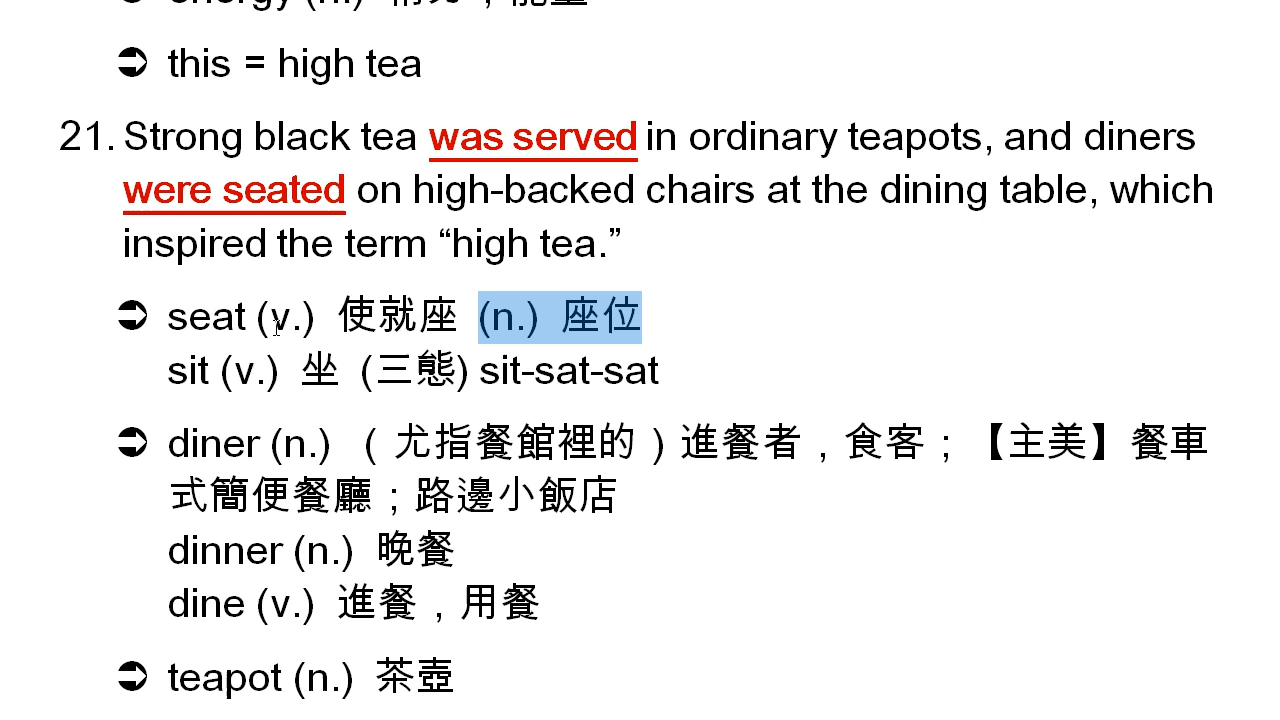 ➲ this = high tea
21. Strong black tea was served in ordinary teapots, and diners
were seated on high-backed chairs at the dining table, which
inspired the term “high tea.”
➲ seat (v.) 使就座 (n.) 座位
sit (v.) 坐 (三態) sit-sat-sat
➲ diner (n.) （尤指餐館裡的）進餐者，食客；【主美】餐車
式簡便餐廳；路邊小飯店
dinner (n.) 晚餐
dine (v.) 進餐，用餐
➲ teapot (n.) 茶壺